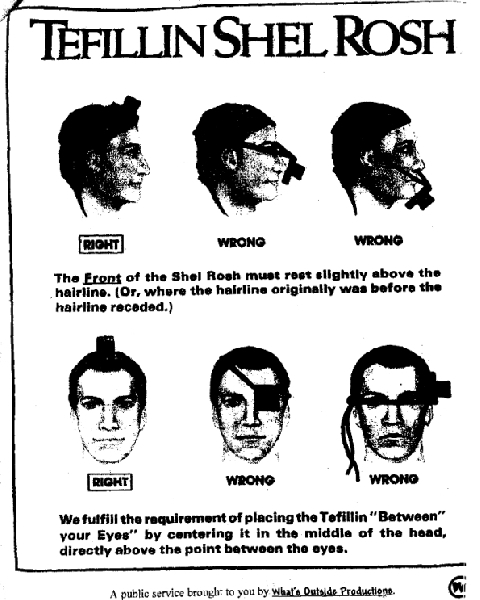 TEFILLIN SHEL ROSH
RIGHT WRONG WRONG
The Front of the Shel Rosh must rest slightly above the
hairline. (Or, where the hairline originally was before the
hairline receded.)
RIGHT WRONG WRONG
We fulfill the requirement of placing the Tefillin "Between"
your Eyes" by centering it in the middle of the head,
directly above the point between the eyes.
A public service brought to you by What's Outside Productions.